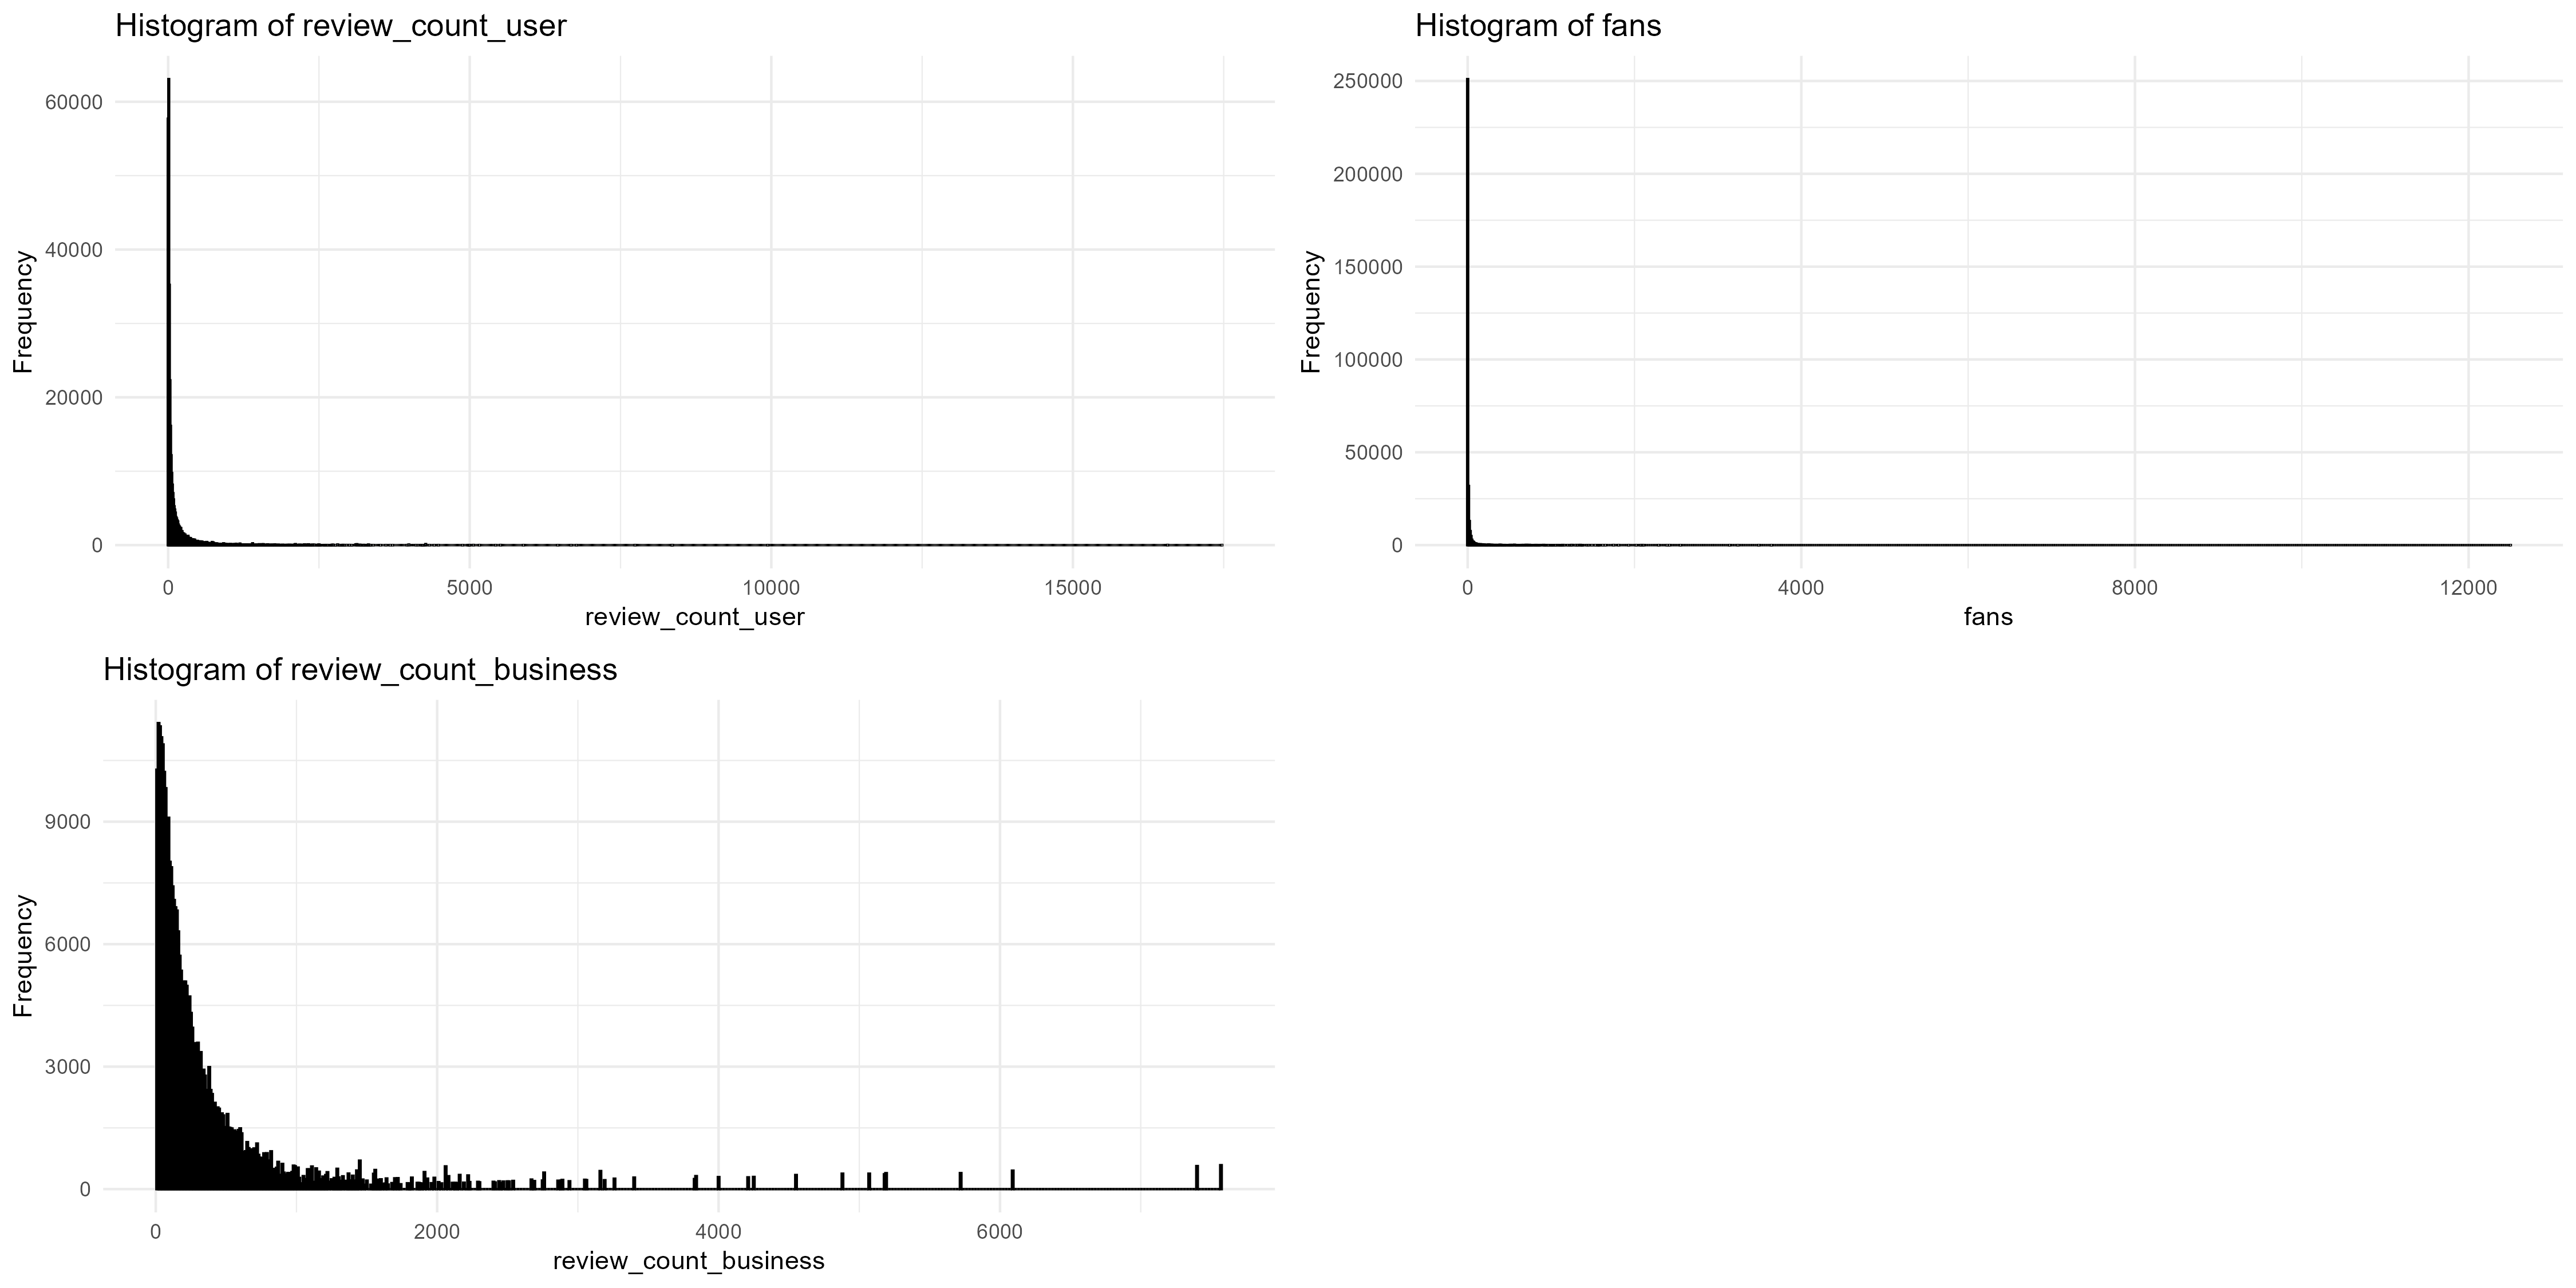 Histogram of review_count_user
Frequency
60000
40000
20000
0
0 5000 10000 15000
review_count_user
Histogram of fans
Frequency
250000
200000
150000
100000
50000
0
0 4000 8000 12000
fans
Histogram of review_count_business
Frequency
9000
6000
3000
0
0 2000 4000 6000
review_count_business